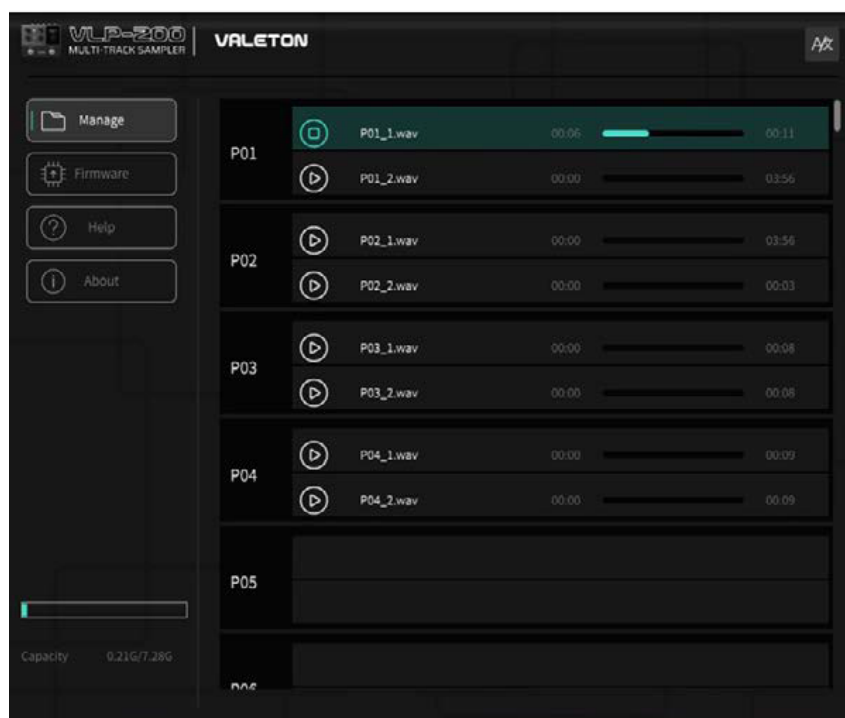 VLP-200
MULTI-TRACK SAMPLER
VALETON
A/文
Manage
Firmware
Help
About
Capacity 0.21G/7.28G
P01
P01_1.wav 00:06 00:11
P01_2.wav 00:00 03:56
P02
P02_1.wav 00:00 03:56
P02_2.wav 00:00 00:03
P03
P03_1.wav 00:00 00:08
P03_2.wav 00:00 00:08
P04
P04_1.wav 00:00 00:09
P04_2.wav 00:00 00:09
P05
P06